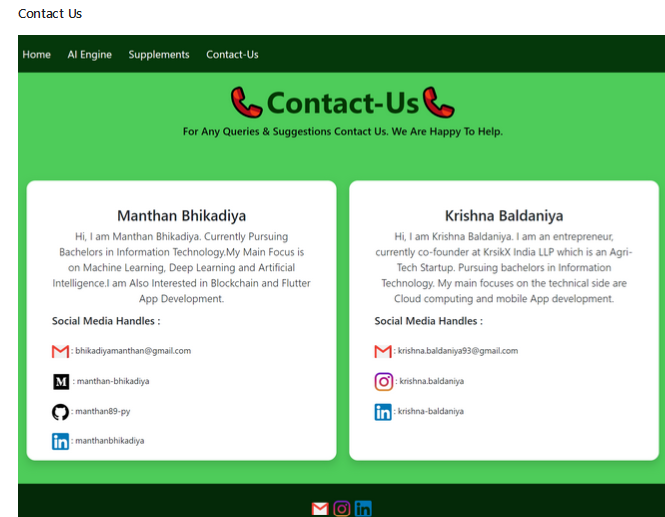 Contact Us
Home AI Engine Supplements Contact-Us
Contact-Us
For Any Queries & Suggestions Contact Us. We Are Happy To Help.
Manthan Bhikadiya
Hi, I am Manthan Bhikadiya. Currently Pursuing
Bachelors in Information Technology.My Main Focus is
on Machine Learning, Deep Learning and Artificial
Intelligence.I am Also Interested in Blockchain and Flutter
App Development.
Social Media Handles :
: bhikadiyamanthan@gmail.com
: manthan-bhikadiya
: manthan89-py
: manthanbhikadiya
Krishna Baldaniya
Hi, I am Krishna Baldaniya. I am an entrepreneur,
currently co-founder at KrsikX India LLP which is an Agri-
Tech Startup. Pursuing bachelors in Information
Technology. My main focuses on the technical side are
Cloud computing and mobile App development.
Social Media Handles :
: krishna.baldaniya93@gmail.com
: krishna.baldaniya
: krishna-baldaniya